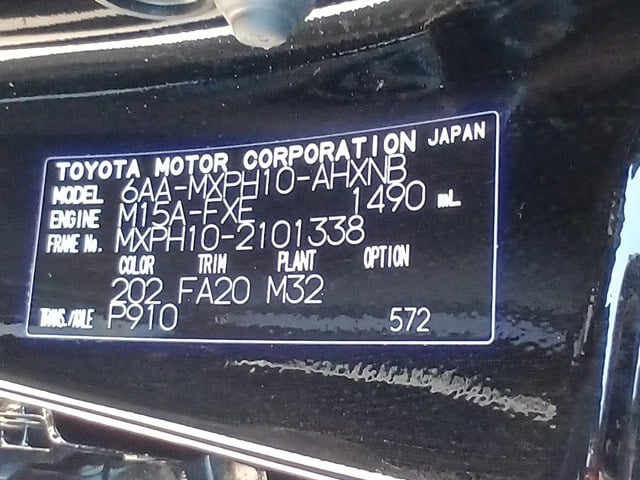 TOYOTA MOTOR CORPORATION JAPAN
MODEL 6AA-MXPH10-AHXNB
ENGINE M15A-FXE 1490 mL
FRAME No. MXPH10-2101338
COLOR TRIM PLANT OPTION
202 FA20 M32
TRANS./AXLE P910 572